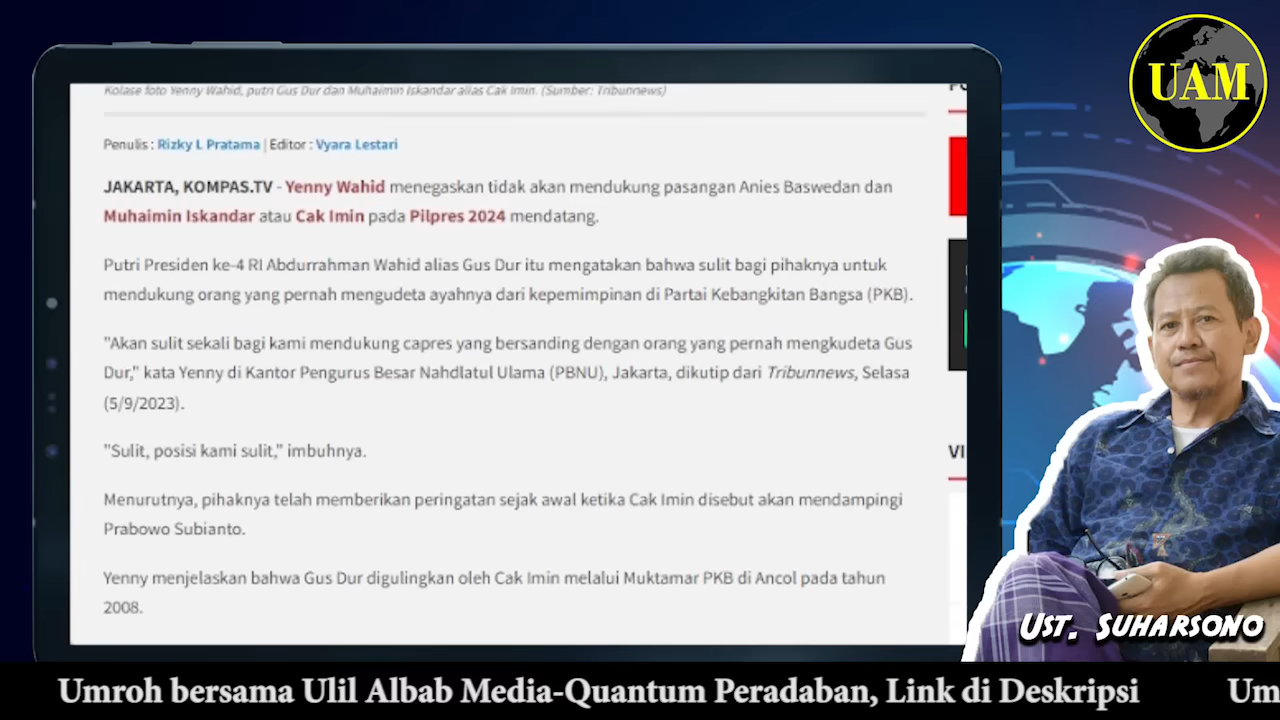 UAM
Kolase foto Yenny Wahid, putri Gus Dur dan Muhaimin Iskandar alias Cak Imin. (Sumber: Tribunnews)
Penulis : Rizky L Pratama | Editor : Vyara Lestari
JAKARTA, KOMPAS.TV - Yenny Wahid menegaskan tidak akan mendukung pasangan Anies Baswedan dan
Muhaimin Iskandar atau Cak Imin pada Pilpres 2024 mendatang.
Putri Presiden ke-4 RI Abdurrahman Wahid alias Gus Dur itu mengatakan bahwa sulit bagi pihaknya untuk
mendukung orang yang pernah mengudeta ayahnya dari kepemimpinan di Partai Kebangkitan Bangsa (PKB).
"Akan sulit sekali bagi kami mendukung capres yang bersanding dengan orang yang pernah mengkudeta Gus
Dur," kata Yenny di Kantor Pengurus Besar Nahdlatul Ulama (PBNU), Jakarta, dikutip dari Tribunnews, Selasa
(5/9/2023).
"Sulit, posisi kami sulit," imbuhnya.
VI
Menurutnya, pihaknya telah memberikan peringatan sejak awal ketika Cak Imin disebut akan mendampingi
Prabowo Subianto.
Yenny menjelaskan bahwa Gus Dur digulingkan oleh Cak Imin melalui Muktamar PKB di Ancol pada tahun
2008.
UST. SUHARSONO
Umroh bersama Ulil Albab Media-Quantum Peradaban, Link di Deskripsi Um